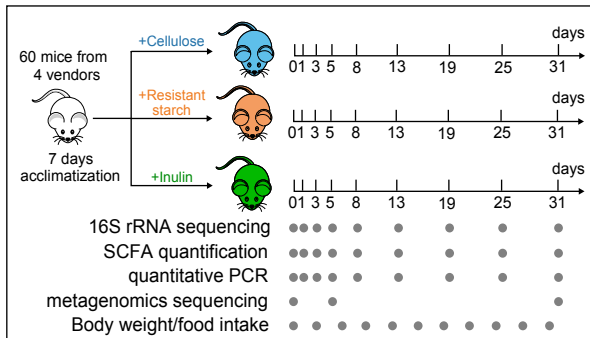 60 mice from
4 vendors
7 days
acclimatization
+Cellulose
+Resistant
starch
+Inulin
days
0 1 3 5 8 13 19 25 31
days
0 1 3 5 8 13 19 25 31
days
0 1 3 5 8 13 19 25 31
16S rRNA sequencing
SCFA quantification
quantitative PCR
metagenomics sequencing
Body weight/food intake